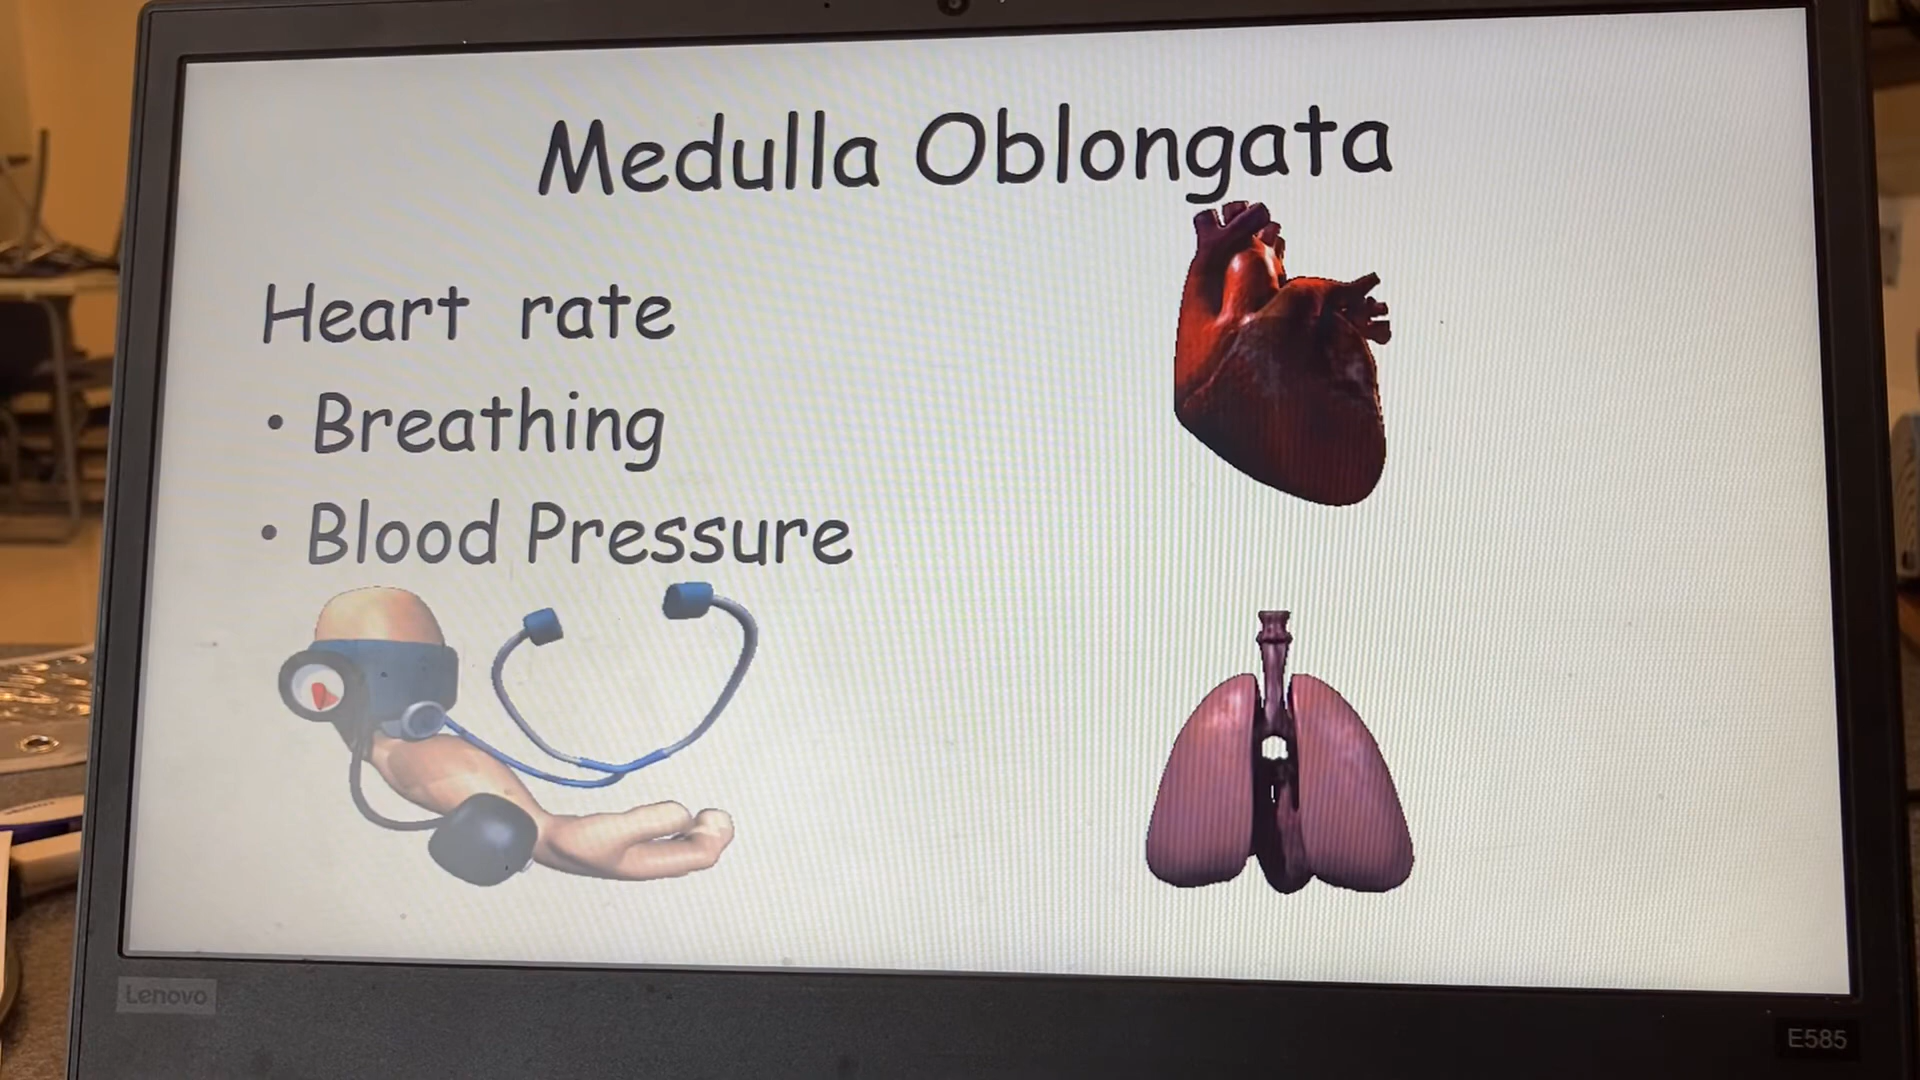 Medulla Oblongata
Heart rate
• Breathing
• Blood Pressure
Lenovo
E585